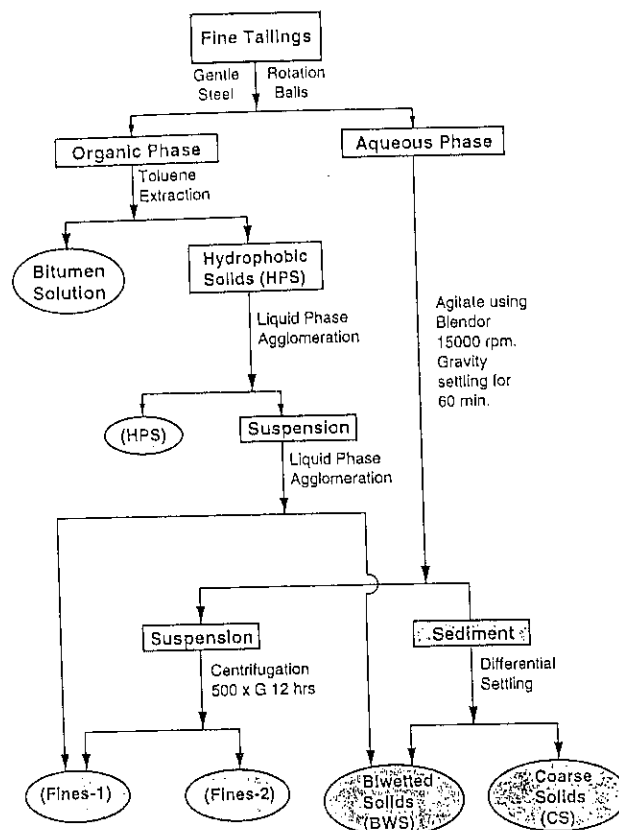 Fine Tailings
Gentle Rotation
Steel Balls
Organic Phase
Aqueous Phase
Toluene
Extraction
Bitumen
Solution
Hydrophobic
Solids (HPS)
Agitate using
Blendor
15000 rpm.
Gravity
settling for
60 min.
Liquid Phase
Agglomeration
(HPS)
Suspension
Liquid Phase
Agglomeration
Suspension
Sediment
Centrifugation
500 x G 12 hrs
Differential
Settling
(Fines-1)
(Fines-2)
Biwetted
Solids
(BWS)
Coarse
Solids
(CS)